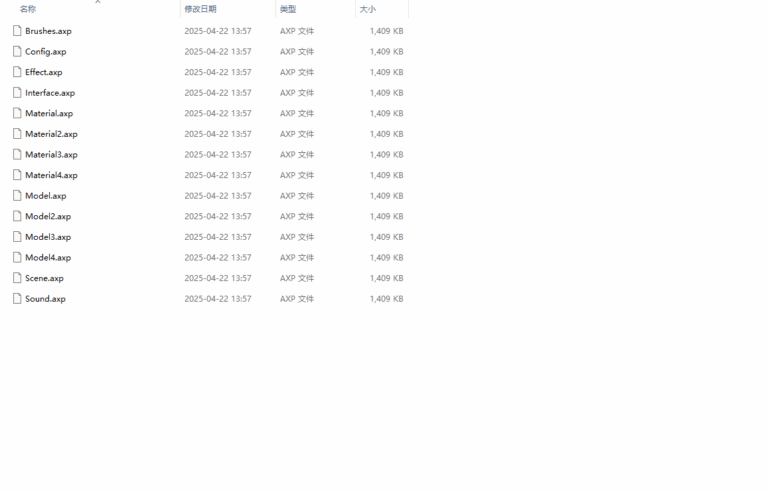 名称 修改日期 类型 大小
Brushes.axp 2025-04-22 13:57 AXP 文件 1,409 KB
Config.axp 2025-04-22 13:57 AXP 文件 1,409 KB
Effect.axp 2025-04-22 13:57 AXP 文件 1,409 KB
Interface.axp 2025-04-22 13:57 AXP 文件 1,409 KB
Material.axp 2025-04-22 13:57 AXP 文件 1,409 KB
Material2.axp 2025-04-22 13:57 AXP 文件 1,409 KB
Material3.axp 2025-04-22 13:57 AXP 文件 1,409 KB
Material4.axp 2025-04-22 13:57 AXP 文件 1,409 KB
Model.axp 2025-04-22 13:57 AXP 文件 1,409 KB
Model2.axp 2025-04-22 13:57 AXP 文件 1,409 KB
Model3.axp 2025-04-22 13:57 AXP 文件 1,409 KB
Model4.axp 2025-04-22 13:57 AXP 文件 1,409 KB
Scene.axp 2025-04-22 13:57 AXP 文件 1,409 KB
Sound.axp 2025-04-22 13:57 AXP 文件 1,409 KB